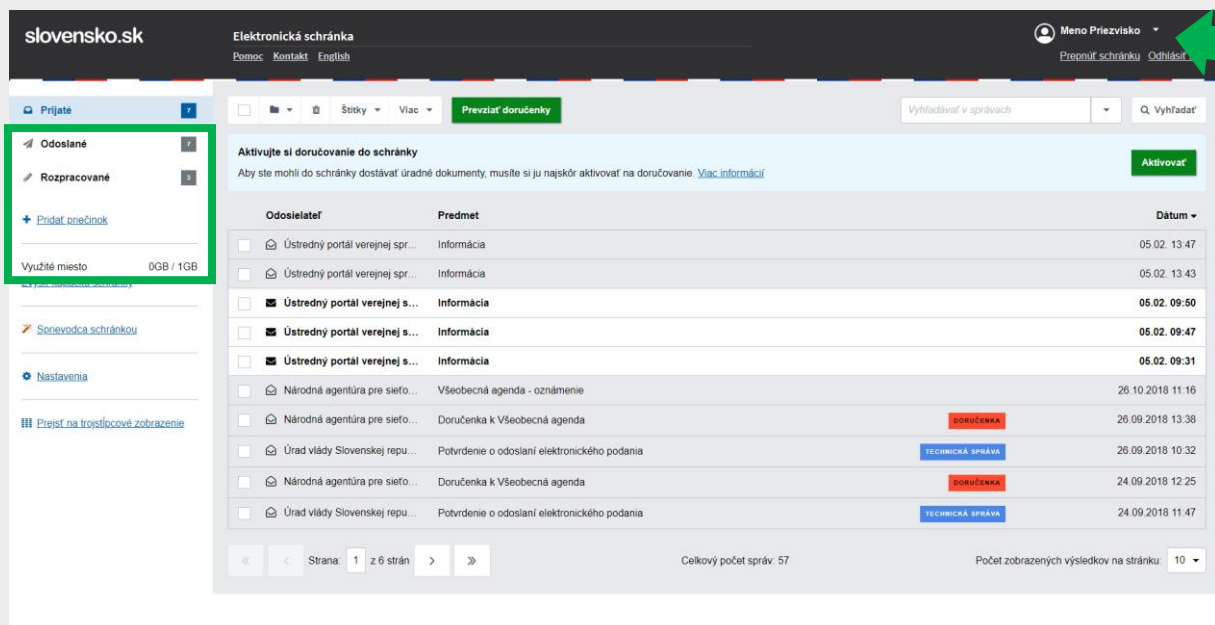 slovensko.sk
Elektronická schránka
Pomoc Kontakt English
Meno Priezvisko
Prepnúť schránku Odhlásiť
Prijaté 7
Odoslané 7
Rozpracované 3
Pridať priečinok
Využité miesto 0GB / 1GB
Sprievodca schránkou
Nastavenia
Prejsť na trojstĺpcové zobrazenie
Štítky Viac Prevziať doručenky Vyhľadávať v správach Vyhľadať
Aktivujte si doručovanie do schránky
Aby ste mohli do schránky dostávať úradné dokumenty, musíte si ju najskôr aktivovať na doručovanie. Viac informácií
Aktivovať
Odosielateľ Predmet Dátum
Ústredný portál verejnej spr... Informácia 05.02. 13:47
Ústredný portál verejnej spr... Informácia 05.02. 13:43
Ústredný portál verejnej s... Informácia 05.02. 09:50
Ústredný portál verejnej s... Informácia 05.02. 09:47
Ústredný portál verejnej s... Informácia 05.02. 09:31
Národná agentúra pre sieťo... Všeobecná agenda - oznámenie 26.10.2018 11:16
Národná agentúra pre sieťo... Doručenka k Všeobecná agenda DORUČENKA 26.09.2018 13:38
Úrad vlády Slovenskej repu... Potvrdenie o odoslaní elektronického podania TECHNICKÁ SPRÁVA 26.09.2018 10:32
Národná agentúra pre sieťo... Doručenka k Všeobecná agenda DORUČENKA 24.09.2018 12:25
Úrad vlády Slovenskej repu... Potvrdenie o odoslaní elektronického podania TECHNICKÁ SPRÁVA 24.09.2018 11:47
Strana: 1 z 6 strán Celkový počet správ: 57 Počet zobrazených výsledkov na stránku: 10